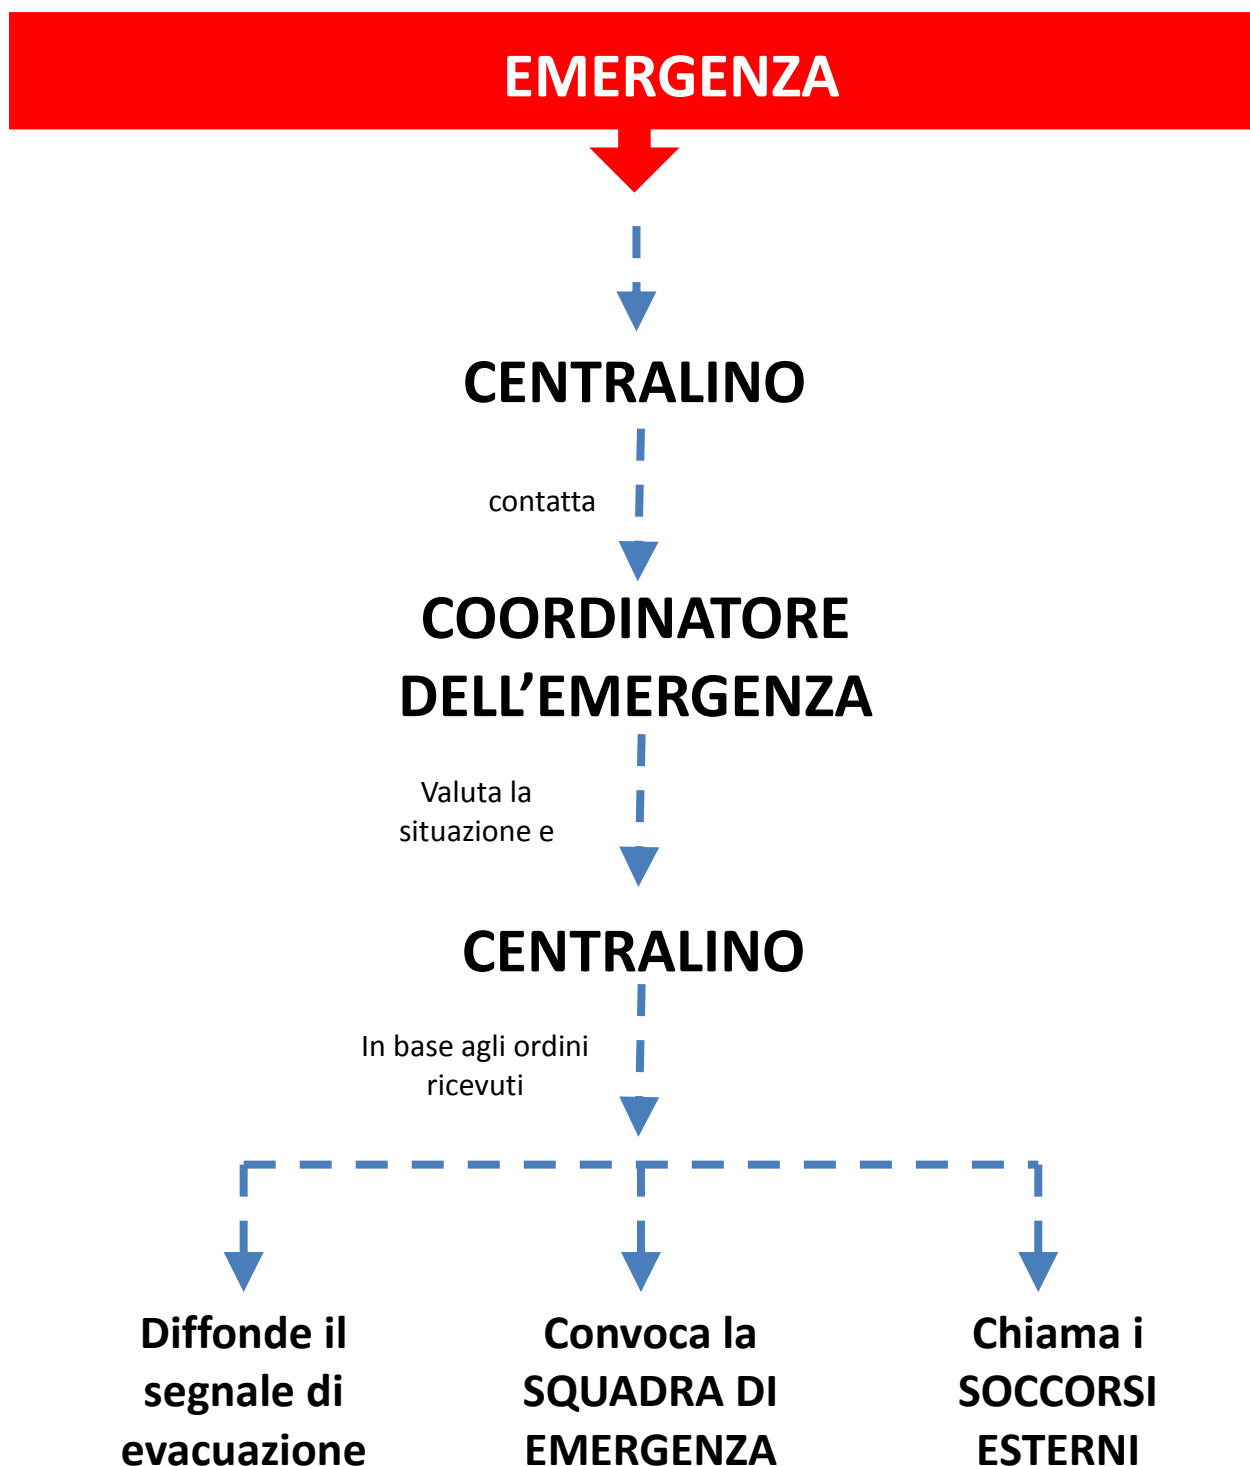 EMERGENZA
CENTRALINO
contatta
COORDINATORE
DELL’EMERGENZA
Valuta la
situazione e
CENTRALINO
In base agli ordini
ricevuti
Diffonde il
segnale di
evacuazione
Convoca la
SQUADRA DI
EMERGENZA
Chiama i
SOCCORSI
ESTERNI